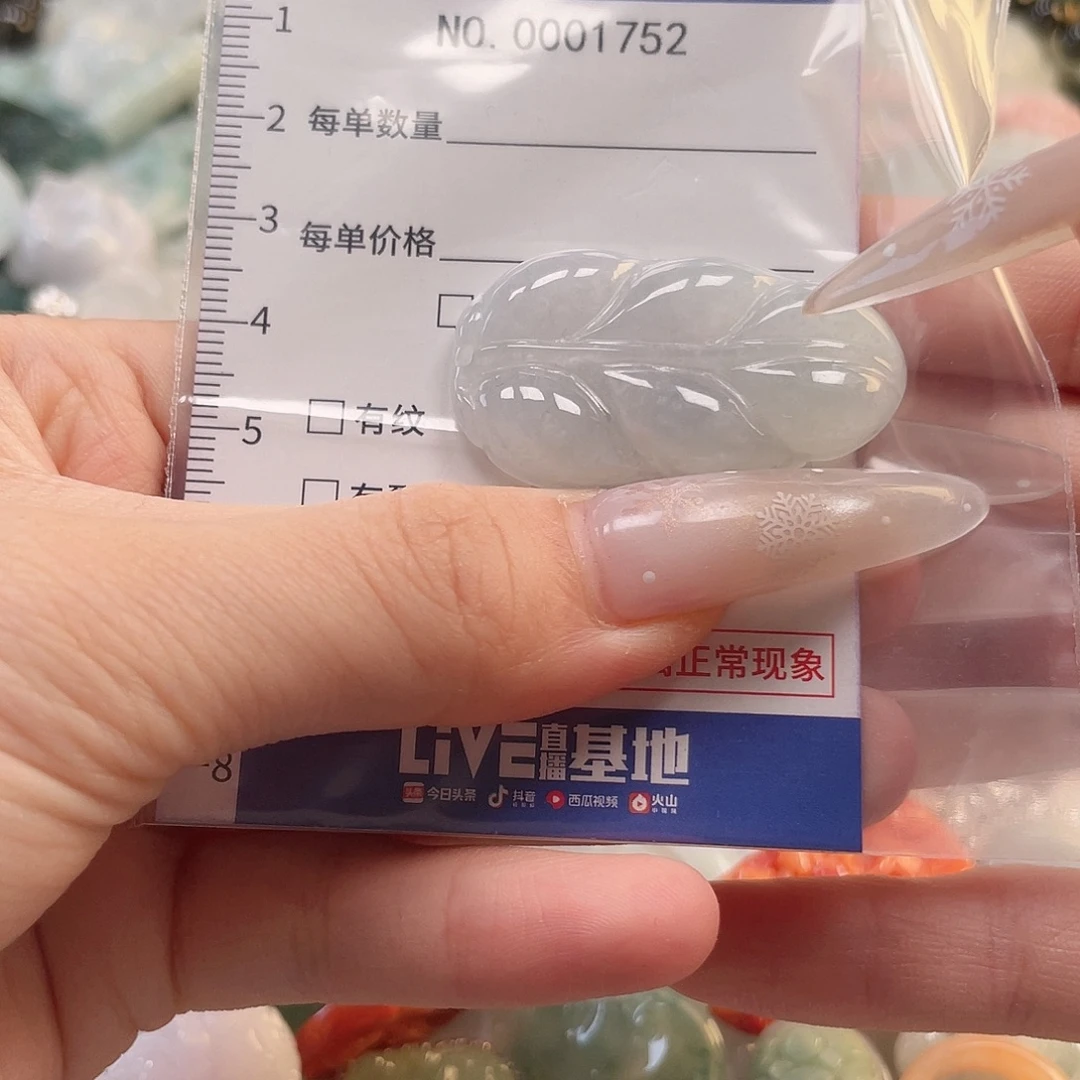 1
NO. 0001752
2
每单数量
3
每单价格
4
5
□ 有纹
正常现象
8
LIVE直播基地
今日头条 抖音 西瓜视频 火山